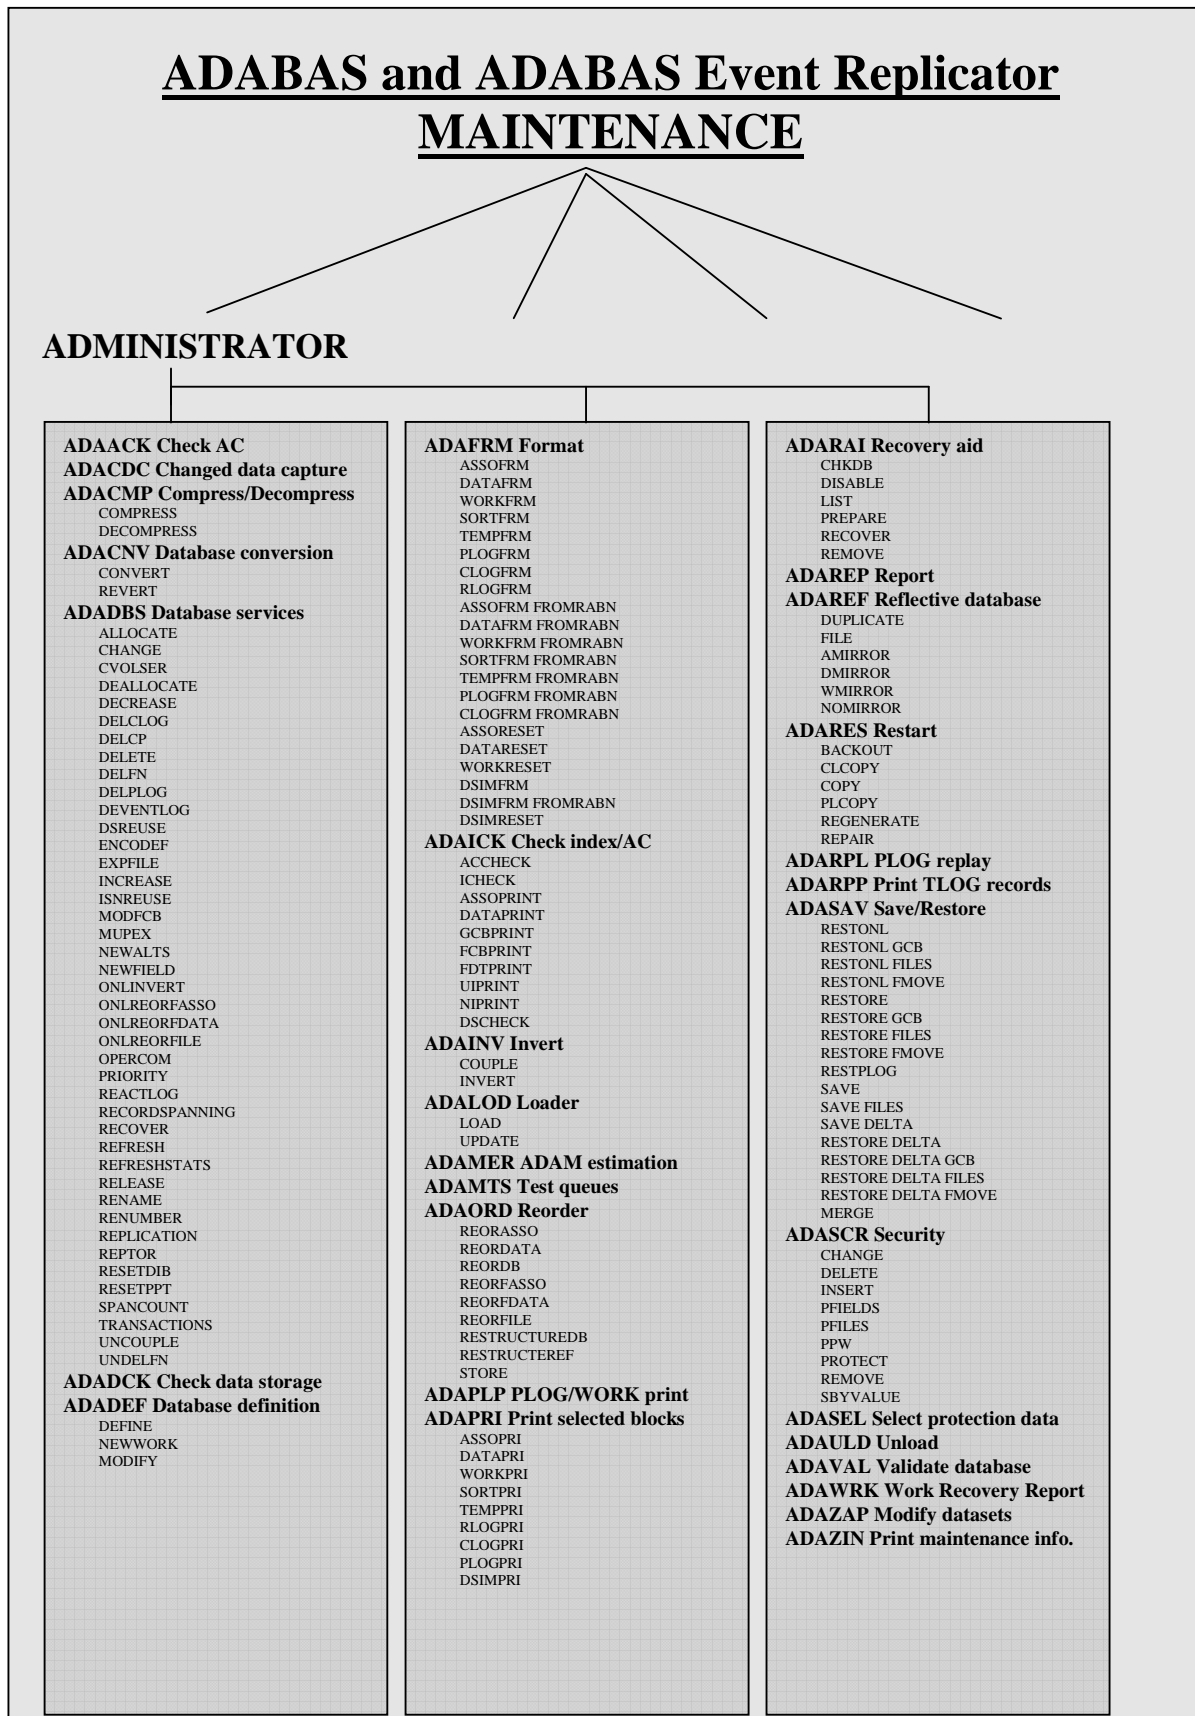 ADABAS and ADABAS Event Replicator
MAINTENANCE
ADMINISTRATOR
ADAACK Check AC
ADACDC Changed data capture
ADACMP Compress/Decompress
COMPRESS
DECOMPRESS
ADACNV Database conversion
CONVERT
REVERT
ADADBS Database services
ALLOCATE
CHANGE
CVOLSER
DEALLOCATE
DECREASE
DELCLOG
DELCP
DELETE
DELFN
DELPLOG
DEVENTLOG
DSREUSE
ENCODEF
EXPFILE
INCREASE
ISNREUSE
MODFCB
MUPEX
NEWALTS
NEWFIELD
ONLINVERT
ONLREORFASSO
ONLREORFDATA
ONLREORFILE
OPERCOM
PRIORITY
REACTLOG
RECORDSPANNING
RECOVER
REFRESH
REFRESHSTATS
RELEASE
RENAME
RENUMBER
REPLICATION
REPTOR
RESETDIB
RESETPPT
SPANCOUNT
TRANSACTIONS
UNCOUPLE
UNDELFN
ADADCK Check data storage
ADADEF Database definition
DEFINE
NEWWORK
MODIFY
ADAFRM Format
ASSOFRM
DATAFRM
WORKFRM
SORTFRM
TEMPFRM
PLOGFRM
CLOGFRM
RLOGFRM
ASSOFRM FROMRABN
DATAFRM FROMRABN
WORKFRM FROMRABN
SORTFRM FROMRABN
TEMPFRM FROMRABN
PLOGFRM FROMRABN
CLOGFRM FROMRABN
ASSORESET
DATARESET
WORKRESET
DSIMFRM
DSIMFRM FROMRABN
DSIMRESET
ADAICK Check index/AC
ACCHECK
ICHECK
ASSOPRINT
DATAPRINT
GCBPRINT
FCBPRINT
FDTPRINT
UIPRINT
NIPRINT
DSCHECK
ADAINV Invert
COUPLE
INVERT
ADALOD Loader
LOAD
UPDATE
ADAMER ADAM estimation
ADAMTS Test queues
ADAORD Reorder
REORASSO
REORDATA
REORDB
REORFASSO
REORFDATA
REORFILE
RESTRUCTUREDB
RESTRUCTEREF
STORE
ADAPLP PLOG/WORK print
ADAPRI Print selected blocks
ASSOPRI
DATAPRI
WORKPRI
SORTPRI
TEMPPRI
RLOGPRI
CLOGPRI
PLOGPRI
DSIMPRI
ADARAI Recovery aid
CHKDB
DISABLE
LIST
PREPARE
RECOVER
REMOVE
ADAREP Report
ADAREF Reflective database
DUPLICATE
FILE
AMIRROR
DMIRROR
WMIRROR
NOMIRROR
ADARES Restart
BACKOUT
CLCOPY
COPY
PLCOPY
REGENERATE
REPAIR
ADARPL PLOG replay
ADARPP Print TLOG records
ADASAV Save/Restore
RESTONL
RESTONL GCB
RESTONL FILES
RESTONL FMOVE
RESTORE
RESTORE GCB
RESTORE FILES
RESTORE FMOVE
RESTPLOG
SAVE
SAVE FILES
SAVE DELTA
RESTORE DELTA
RESTORE DELTA GCB
RESTORE DELTA FILES
RESTORE DELTA FMOVE
MERGE
ADASCR Security
CHANGE
DELETE
INSERT
PFIELDS
PFILES
PPW
PROTECT
REMOVE
SBYVALUE
ADASEL Select protection data
ADAULD Unload
ADAVAL Validate database
ADAWRK Work Recovery Report
ADAZAP Modify datasets
ADAZIN Print maintenance info.